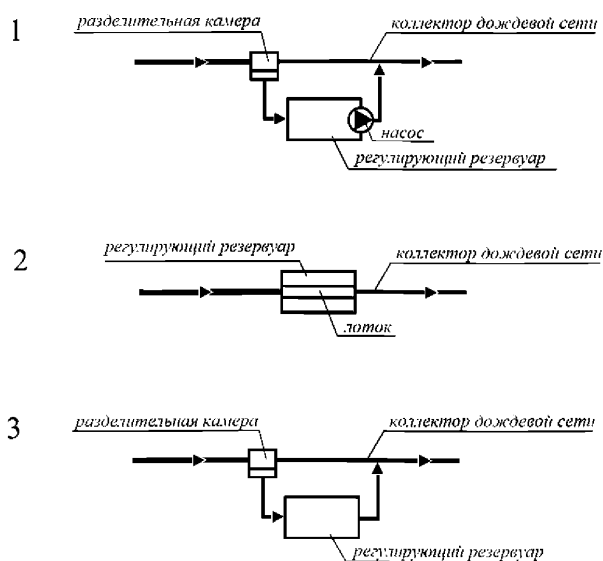 1
разделительная камера
коллектор дождевой сети
насос
регулирующий резервуар
2
регулирующий резервуар
коллектор дождевой сети
лоток
3
разделительная камера
коллектор дождевой сети
регулирующий резервуар